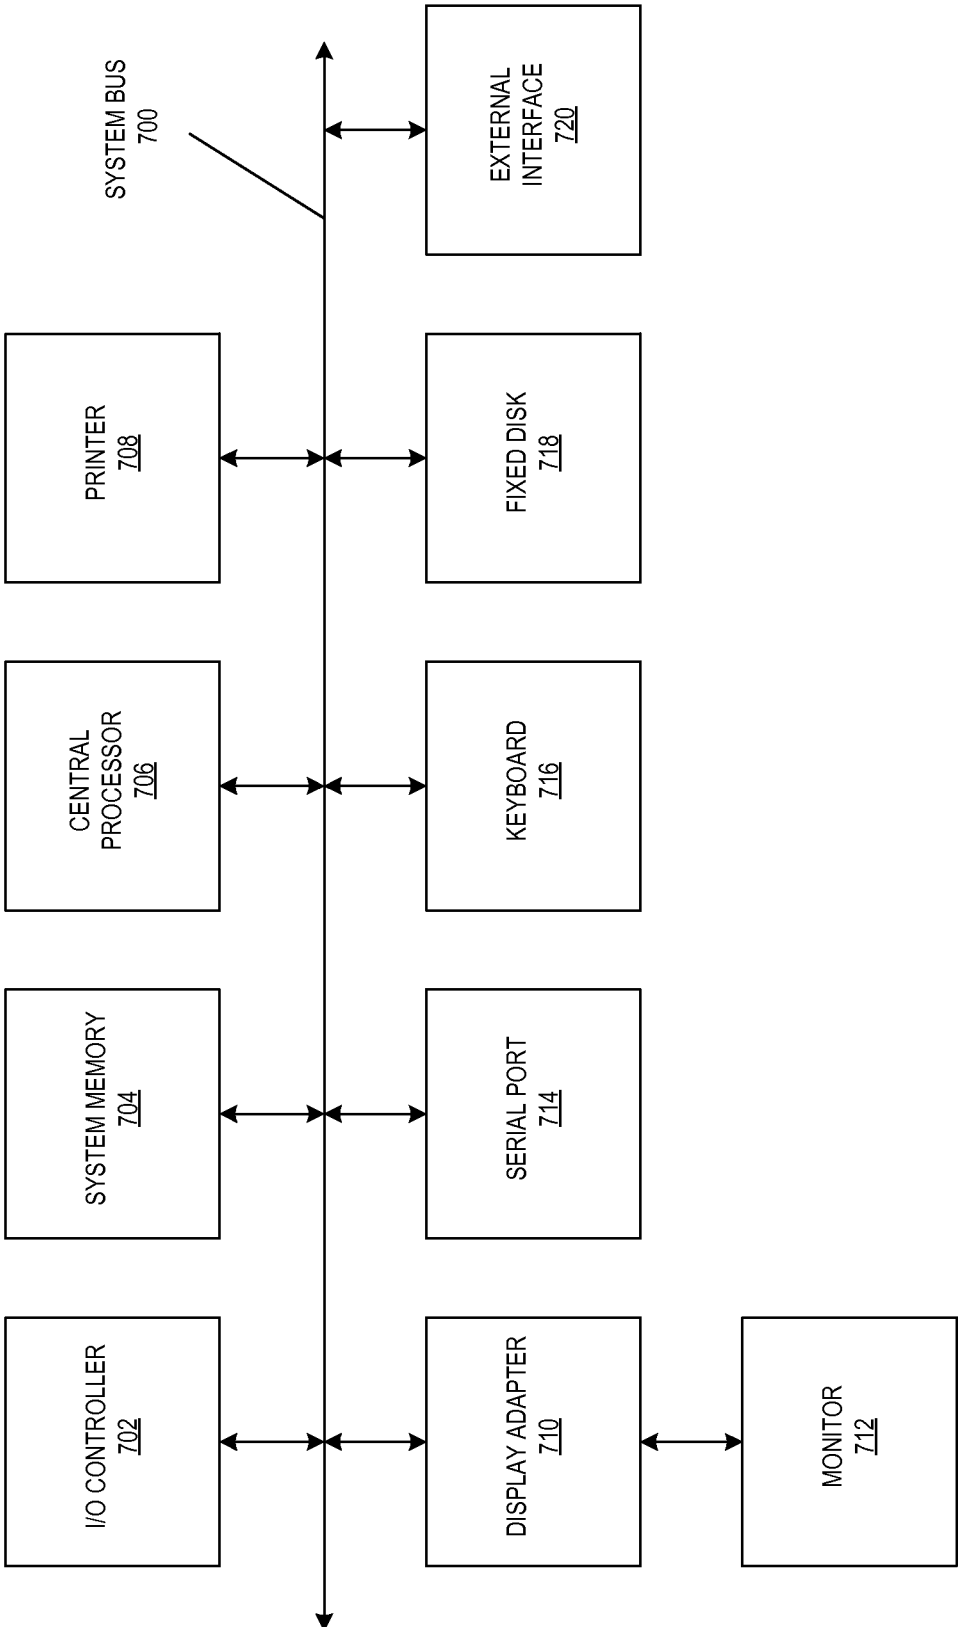 I/O CONTROLLER
702
SYSTEM MEMORY
704
CENTRAL
PROCESSOR
706
PRINTER
708
SYSTEM BUS
700
DISPLAY ADAPTER
710
SERIAL PORT
714
KEYBOARD
716
FIXED DISK
718
EXTERNAL
INTERFACE
720
MONITOR
712